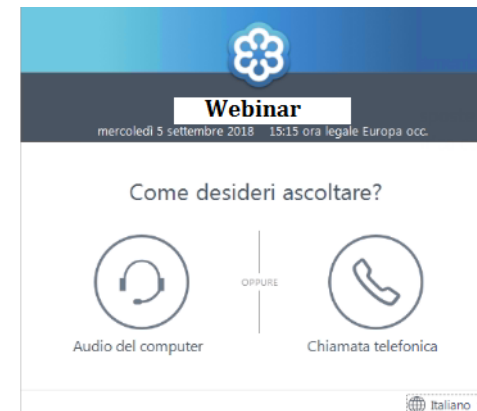 Webinar
mercoledì 5 settembre 2018 15:15 ora legale Europa occ.
Come desideri ascoltare?
OPPURE
Audio del computer
Chiamata telefonica
Italiano